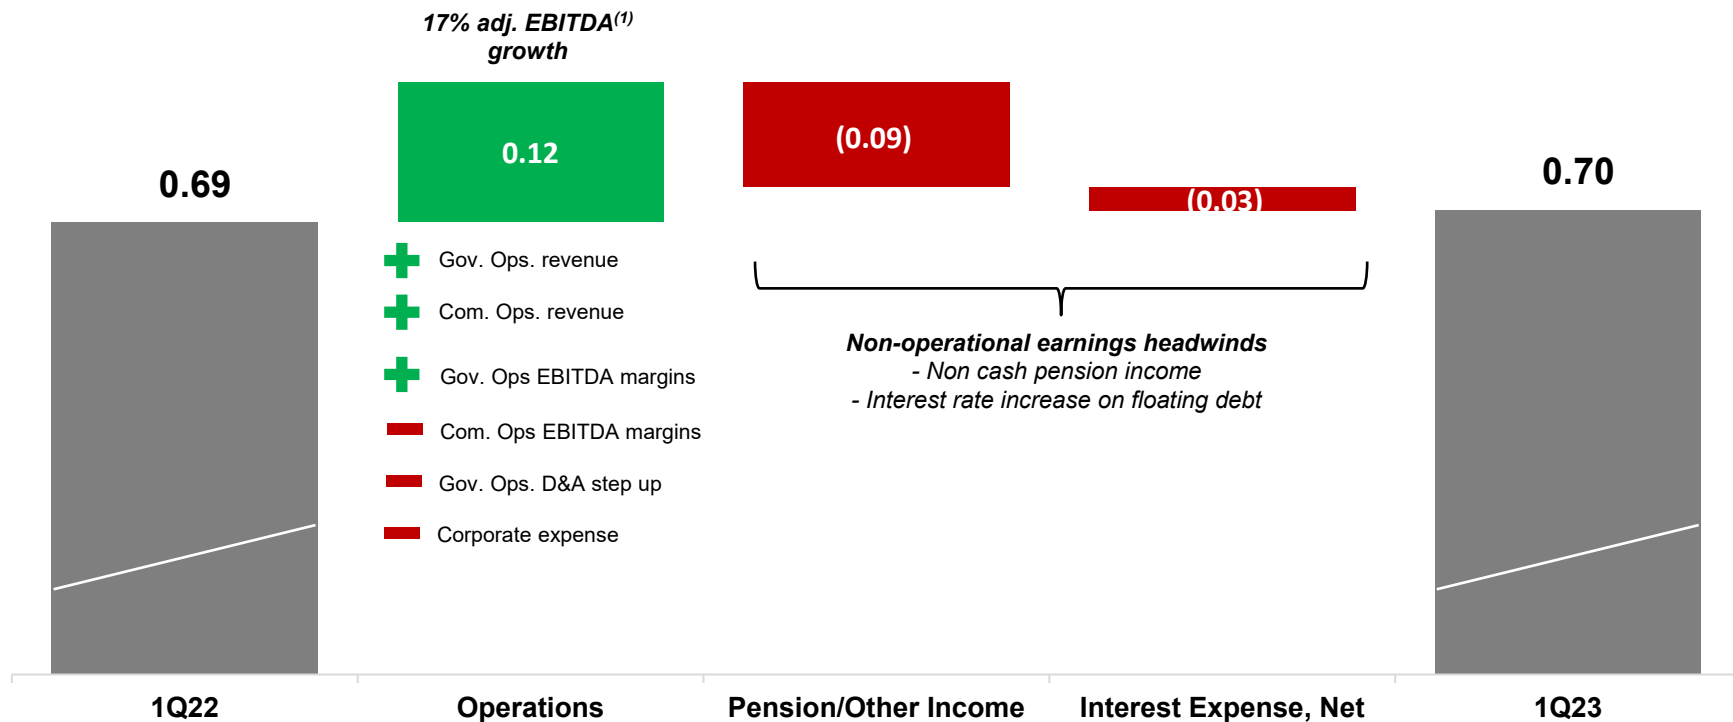 17% adj. EBITDA(1)
growth
0.69
0.12
(0.09)
(0.03)
0.70
Gov. Ops. revenue
Com. Ops. revenue
Gov. Ops EBITDA margins
Com. Ops EBITDA margins
Gov. Ops. D&A step up
Corporate expense
Non-operational earnings headwinds
- Non cash pension income
- Interest rate increase on floating debt
1Q22
Operations
Pension/Other Income
Interest Expense, Net
1Q23